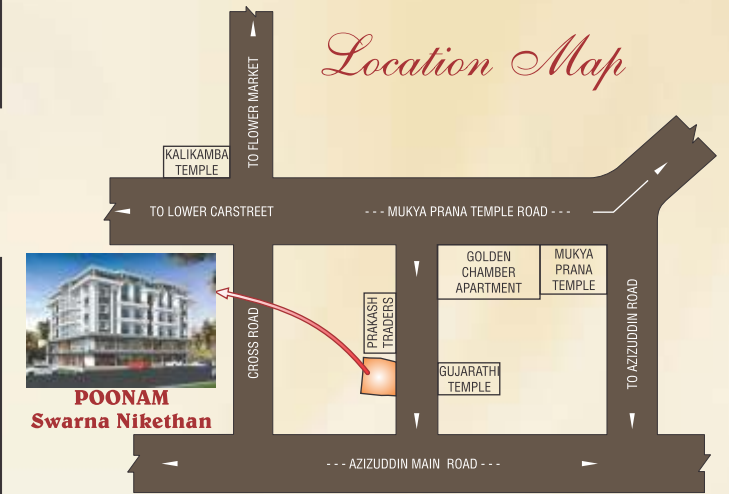 Location Map
TO FLOWER MARKET
KALIKAMBA
TEMPLE
TO LOWER CARSTREET
- - - MUKYA PRANA TEMPLE ROAD - - -
GOLDEN
CHAMBER
APARTMENT
MUKYA
PRANA
TEMPLE
PRAKASH
TRADERS
CROSS ROAD
GUJARATHI
TEMPLE
TO AZIZUDDIN ROAD
POONAM
Swarna Nikethan
- - - AZIZUDDIN MAIN ROAD - - -